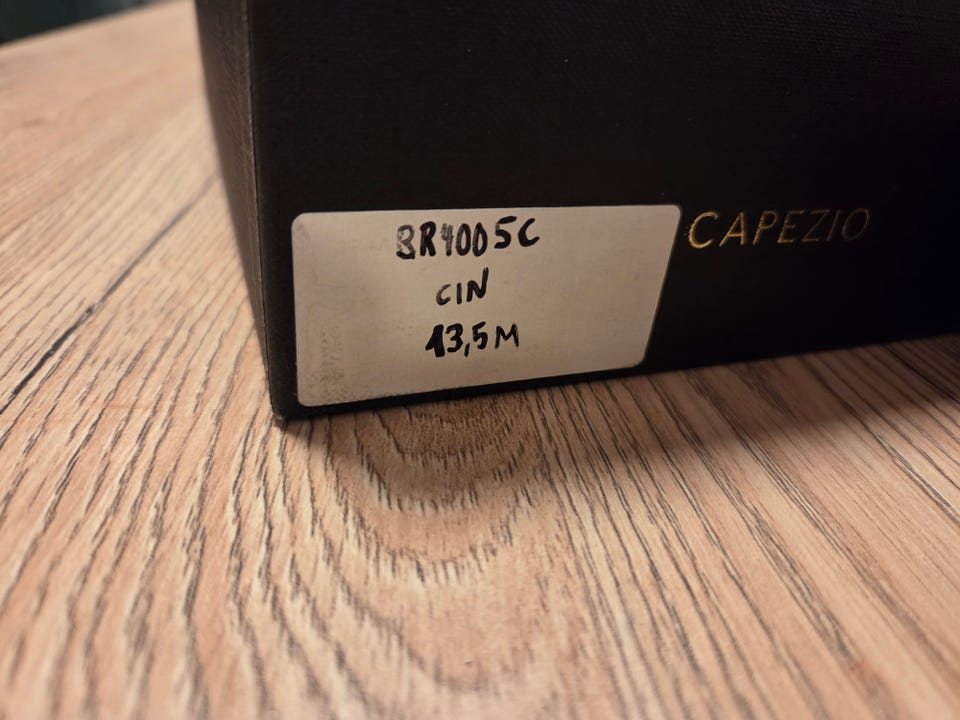 BR4005C
CIN
13,5M
CAPEZIO